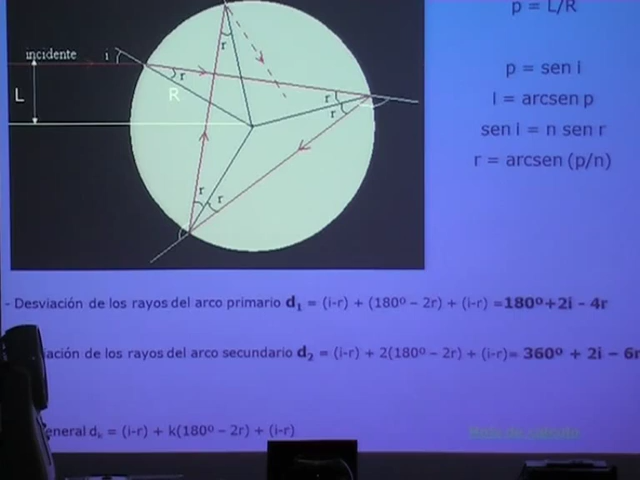 p = L/R
incidente
i
r
r
L
R
p = sen i
r
i = arcsen p
r
sen i = n sen r
r = arcsen (p/n)
r
r
- Desviación de los rayos del arco primario d₁ = (i-r) + (180º – 2r) + (i-r) =180º+2i – 4r
ación de los rayos del arco secundario d₂ = (i-r) + 2(180º – 2r) + (i-r)= 360º + 2i – 6r
eneral dₖ = (i-r) + k(180º – 2r) + (i-r)